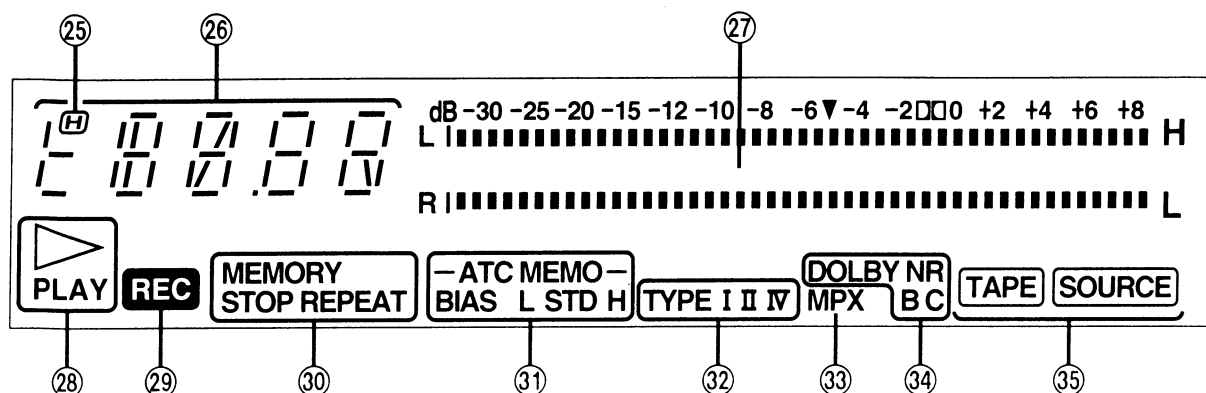 ㉕ ㉖ ㉗
H
dB -30 -25 -20 -15 -12 -10 -8 -6▼-4 -2▯▯0 +2 +4 +6 +8
L H
R L
PLAY
REC
MEMORY
STOP REPEAT
—ATC MEMO—
BIAS L STD H
TYPE I II IV
DOLBY NR
MPX B C
TAPE SOURCE
㉘ ㉙ ㉚ ㉛ ㉜ ㉝ ㉞ ㉟